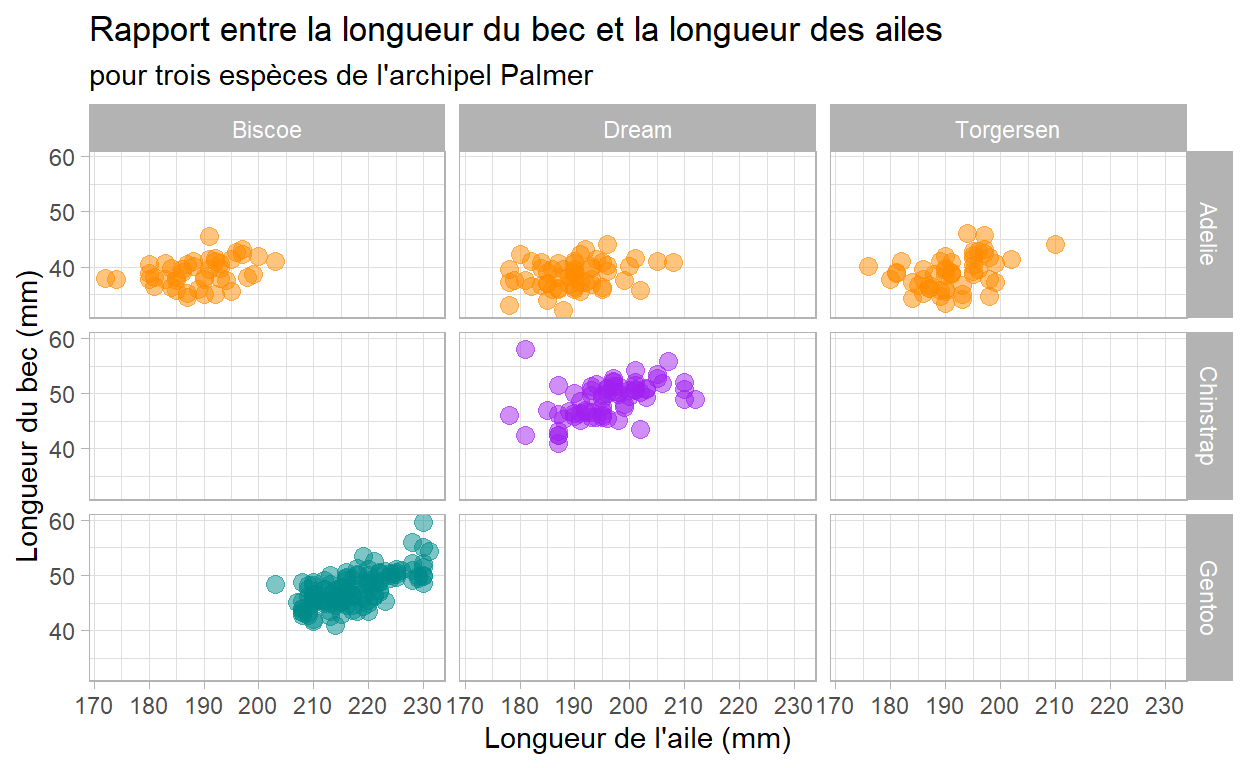 Rapport entre la longueur du bec et la longueur des ailes
pour trois espèces de l'archipel Palmer
Biscoe Dream Torgersen
60
50
40
Adelie
60
50
40
Chinstrap
60
50
40
Gentoo
Longueur du bec (mm)
170 180 190 200 210 220 230 170 180 190 200 210 220 230 170 180 190 200 210 220 230
Longueur de l'aile (mm)